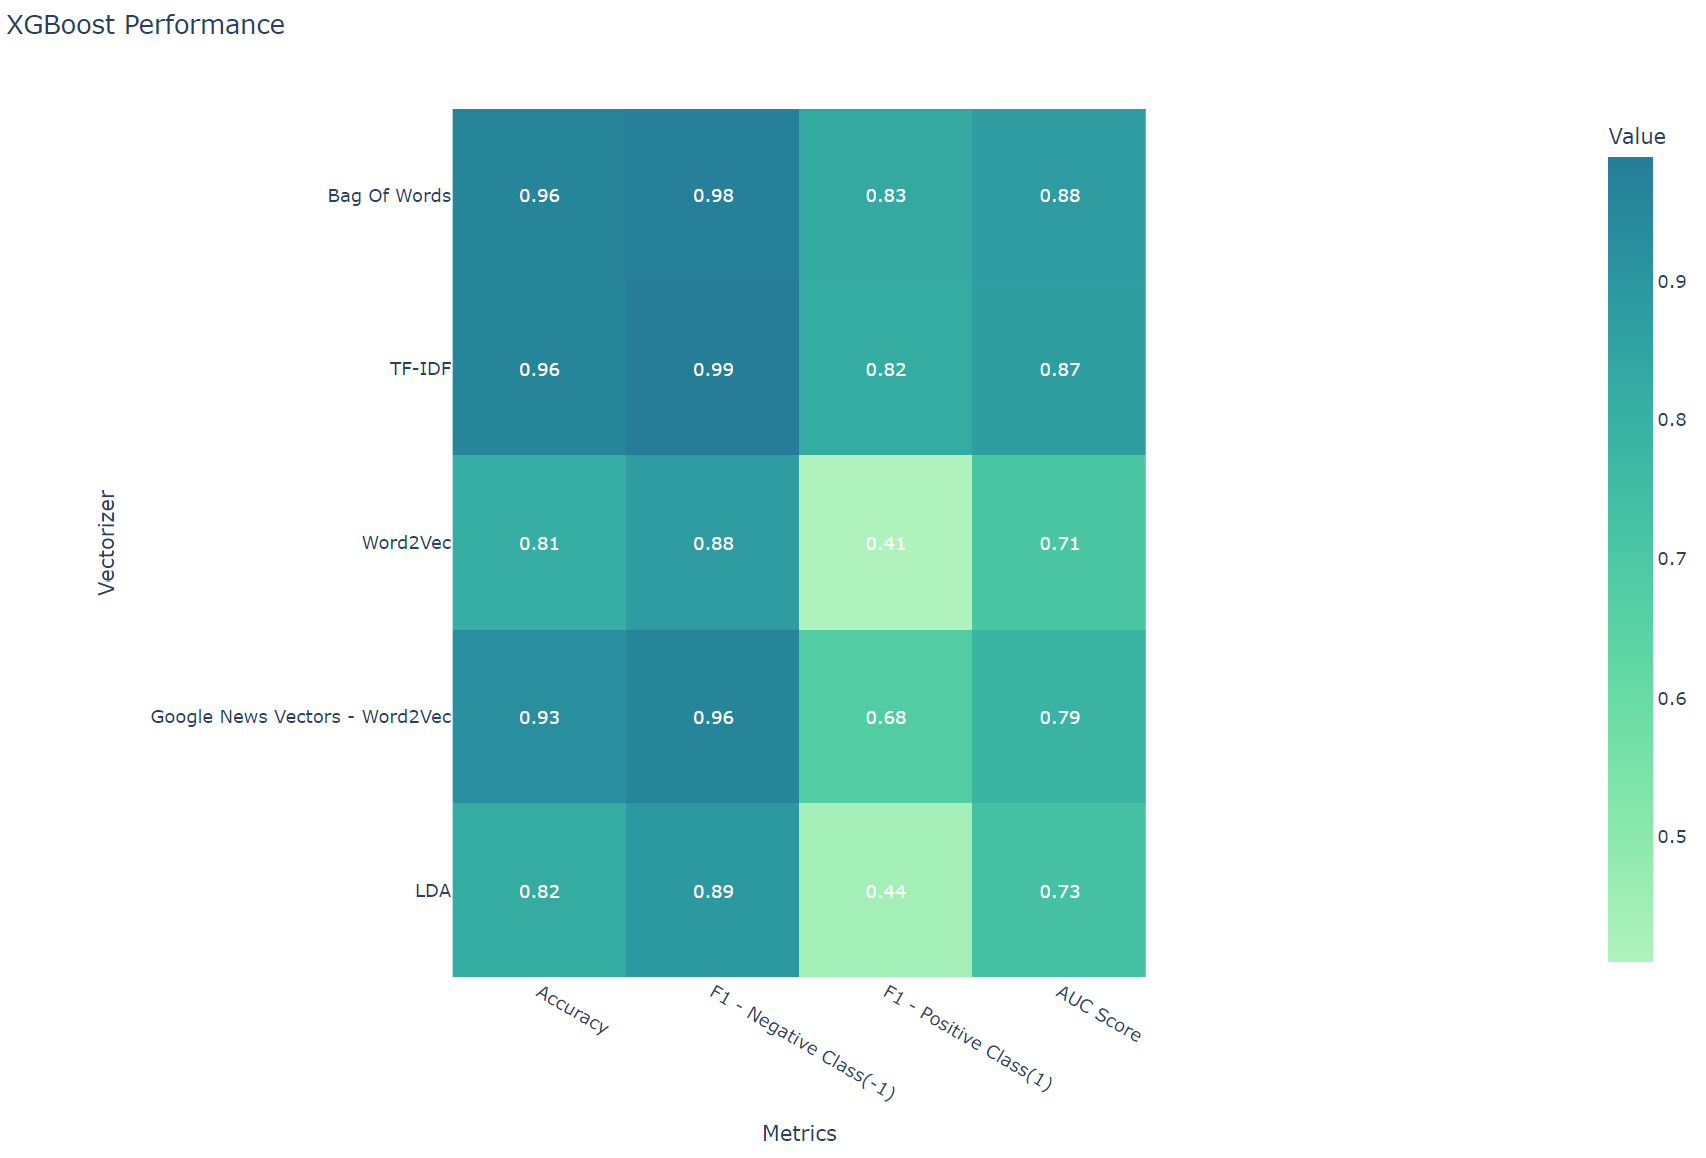 XGBoost Performance
Value
Bag Of Words 0.96 0.98 0.83 0.88
0.9
TF-IDF 0.96 0.99 0.82 0.87
0.8
Vectorizer
Word2Vec 0.81 0.88 0.41 0.71
0.7
Google News Vectors - Word2Vec 0.93 0.96 0.68 0.79
0.6
0.5
LDA 0.82 0.89 0.44 0.73
Accuracy
F1 - Negative Class(-1)
F1 - Positive Class(1)
AUC Score
Metrics